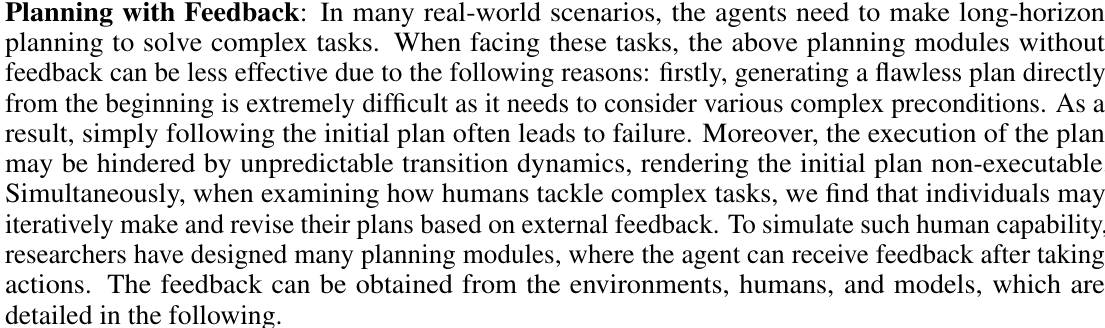 Planning with Feedback: In many real-world scenarios, the agents need to make long-horizon
planning to solve complex tasks. When facing these tasks, the above planning modules without
feedback can be less effective due to the following reasons: firstly, generating a flawless plan directly
from the beginning is extremely difficult as it needs to consider various complex preconditions. As a
result, simply following the initial plan often leads to failure. Moreover, the execution of the plan
may be hindered by unpredictable transition dynamics, rendering the initial plan non-executable
Simultaneously, when examining how humans tackle complex tasks, we find that individuals may
iteratively make and revise their plans based on external feedback. To simulate such human capability,
researchers have designed many planning modules, where the agent can receive feedback after taking
actions. The feedback can be obtained from the environments, humans, and models, which are
detailed in the following.